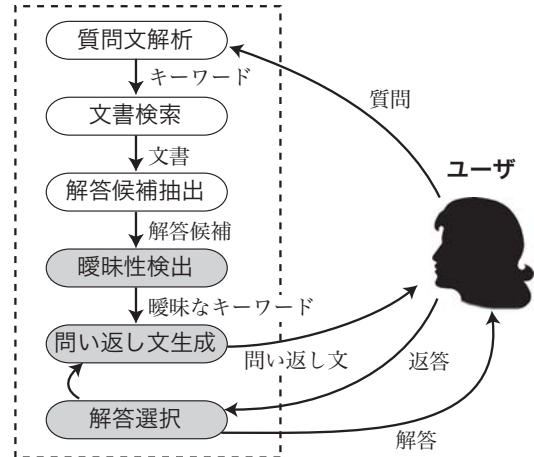 質問文解析
キーワード
文書検索
文書
解答候補抽出
解答候補
曖昧性検出
曖昧なキーワード
問い返し文生成
解答選択
質問
ユーザ
問い返し文
返答
解答